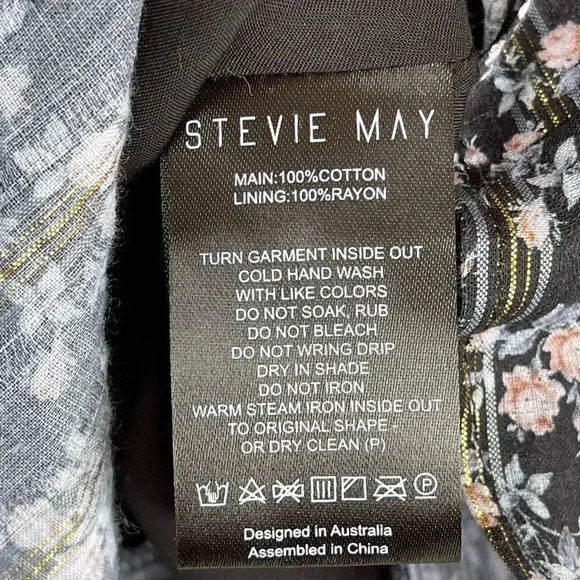 STEVIE MAY
MAIN:100%COTTON
LINING:100%RAYON
TURN GARMENT INSIDE OUT
COLD HAND WASH
WITH LIKE COLORS
DO NOT SOAK, RUB
DO NOT BLEACH
DO NOT WRING DRIP
DRY IN SHADE
DO NOT IRON
WARM STEAM IRON INSIDE OUT
TO ORIGINAL SHAPE -
OR DRY CLEAN (P)
P
Designed in Australia
Assembled in China